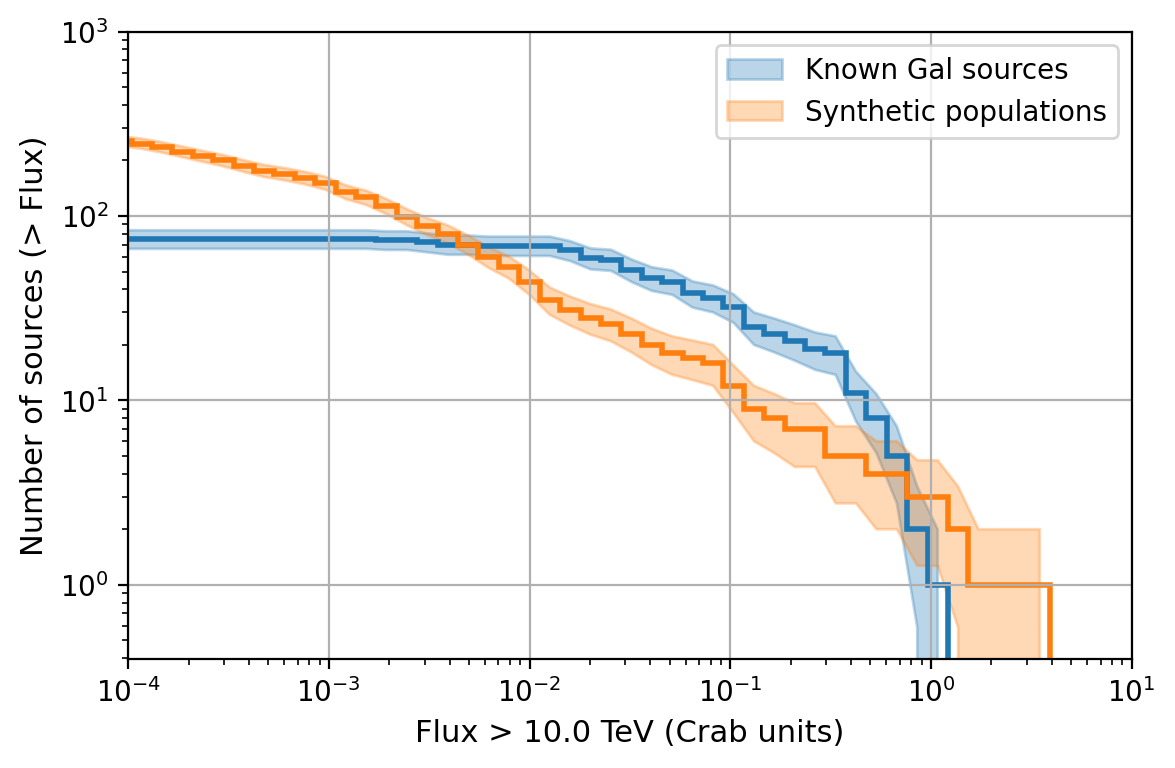 10³
10²
10¹
10⁰
Number of sources (> Flux)
Known Gal sources
Synthetic populations
10⁻⁴ 10⁻³ 10⁻² 10⁻¹ 10⁰ 10¹
Flux > 10.0 TeV (Crab units)